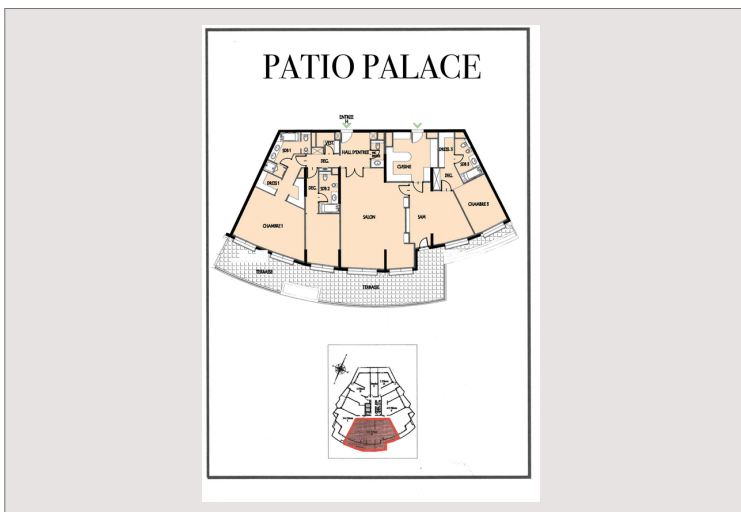 PATIO PALACE
ENTREE
SDB 1
VEST.
HALL D'ENTREE
DEG.
DRESS 1
DEG.
SDB 2
CUISINE
DRESS. 3
SDB 3
DEG.
CHAMBRE 1
SALON
SAM
CHAMBRE 3
TERRASSE
TERRASSE